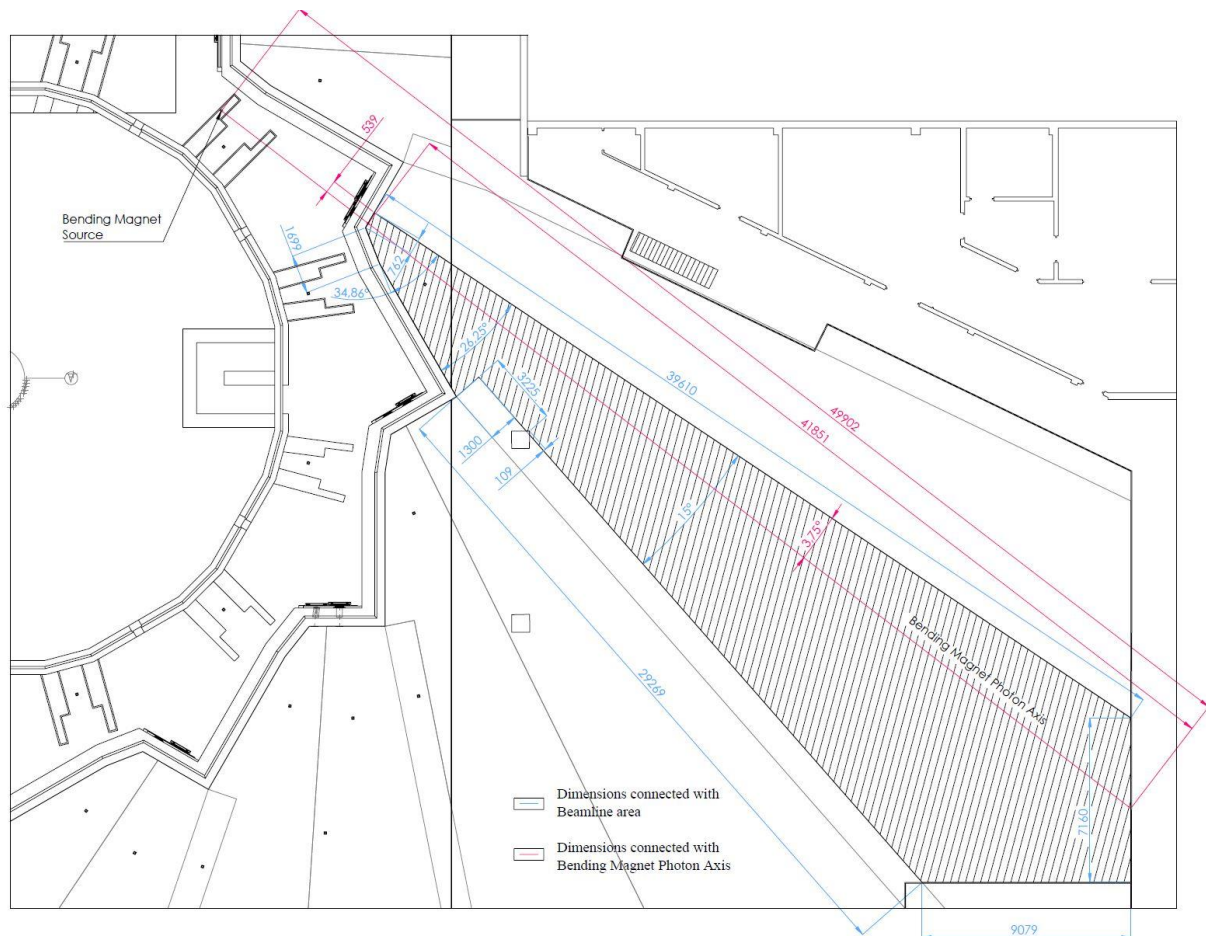 539
Bending Magnet
Source
1699
762
34.86°
26.25°
3225
39610
49902
41851
1300
109
15°
3.75°
Bending Magnet Photon Axis
29269
Dimensions connected with
Beamline area
7160
Dimensions connected with
Bending Magnet Photon Axis
9079